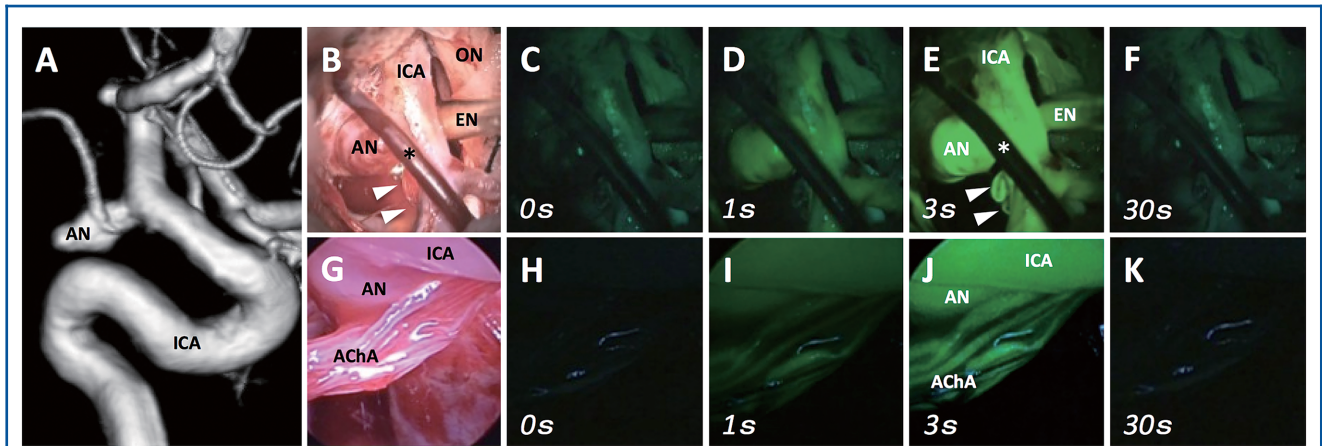 A
AN
ICA
B
ICA
ON
EN
AN
*
C
0s
D
1s
E
ICA
EN
AN
*
3s
F
30s
G
ICA
AN
AChA
H
0s
I
1s
J
ICA
AN
AChA
3s
K
30s